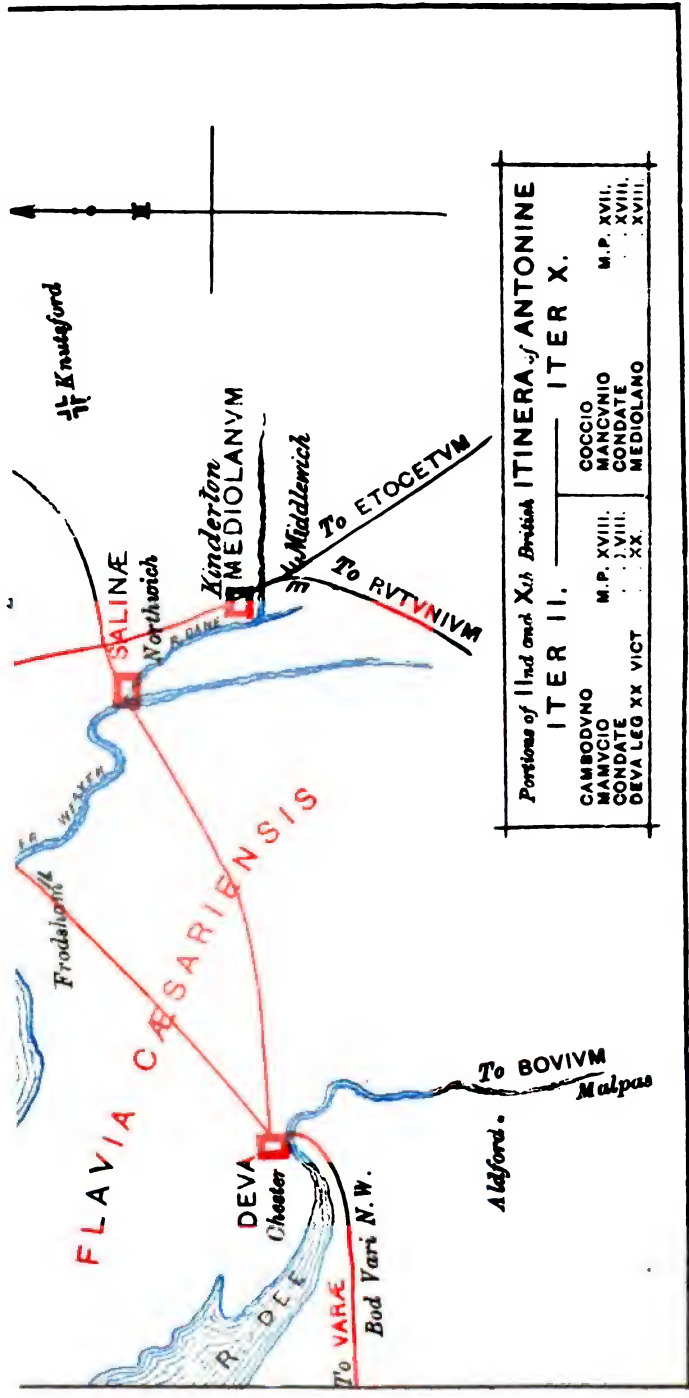 FLAVIA CÆSARIENSIS
Knutsford
SALINÆ
Northwich
Kinderton
MEDIOLANVM
Middlewich
R DANE
To ETOCETVM
To RVTVNIVM
ER WEAVER
Frodsham
DEVA
Chester
R DEE
To VARÆ
Bod Vari N.W.
Aldford.
To BOVIVM
Malpas
Portions of IInd and Xth British ITINERA of ANTONINE
ITER II. ITER X.
CAMBODVNO COCCIO
MAMVCIO M.P. XVIII. MANCVNIO M.P. XVII.
CONDATE . . XVIII. CONDATE . . XVIII.
DEVA LEG XX VICT . . XX. MEDIOLANO . XVIII.